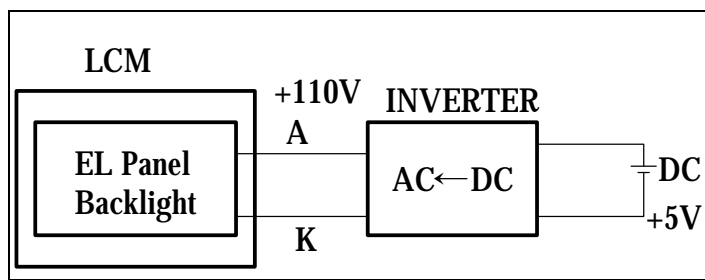 LCM
+110V
INVERTER
A
EL Panel
Backlight
AC←DC
DC
+5V
K